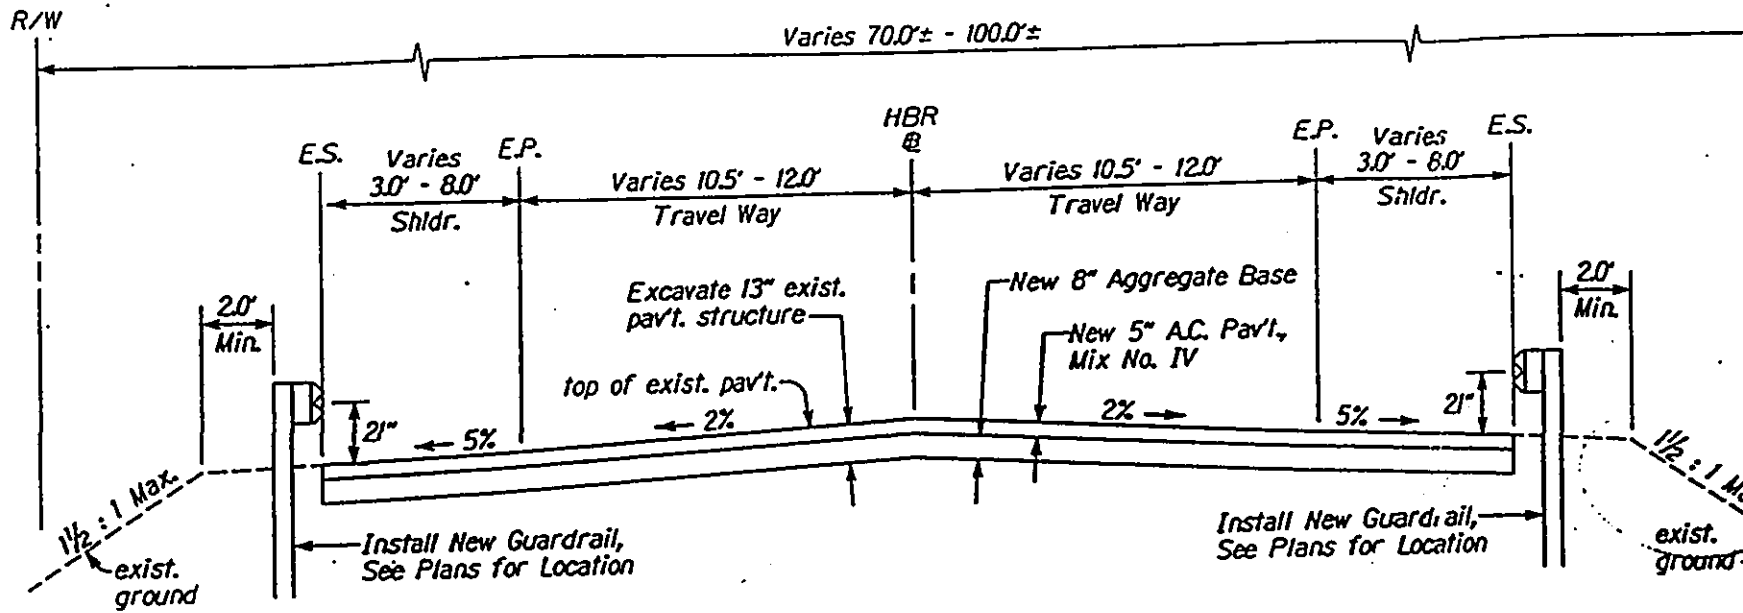 R/W
Varies 70.0'± - 100.0'±
HBR
℄
E.S.
Varies
3.0' - 8.0'
Shldr.
E.P.
Varies 10.5' - 12.0'
Travel Way
Varies 10.5' - 12.0'
Travel Way
E.P.
Varies
3.0' - 8.0'
Shldr.
E.S.
2.0'
Min.
Excavate 13" exist.
pav't. structure
New 8" Aggregate Base
New 5" A.C. Pav't.,
Mix No. IV
2.0'
Min.
top of exist. pav't.
21"
5%
2%
2%
5%
21"
1½ : 1 Max.
exist.
ground
Install New Guardrail,
See Plans for Location
Install New Guardrail,
See Plans for Location
1½ : 1 Ma
exist.
ground